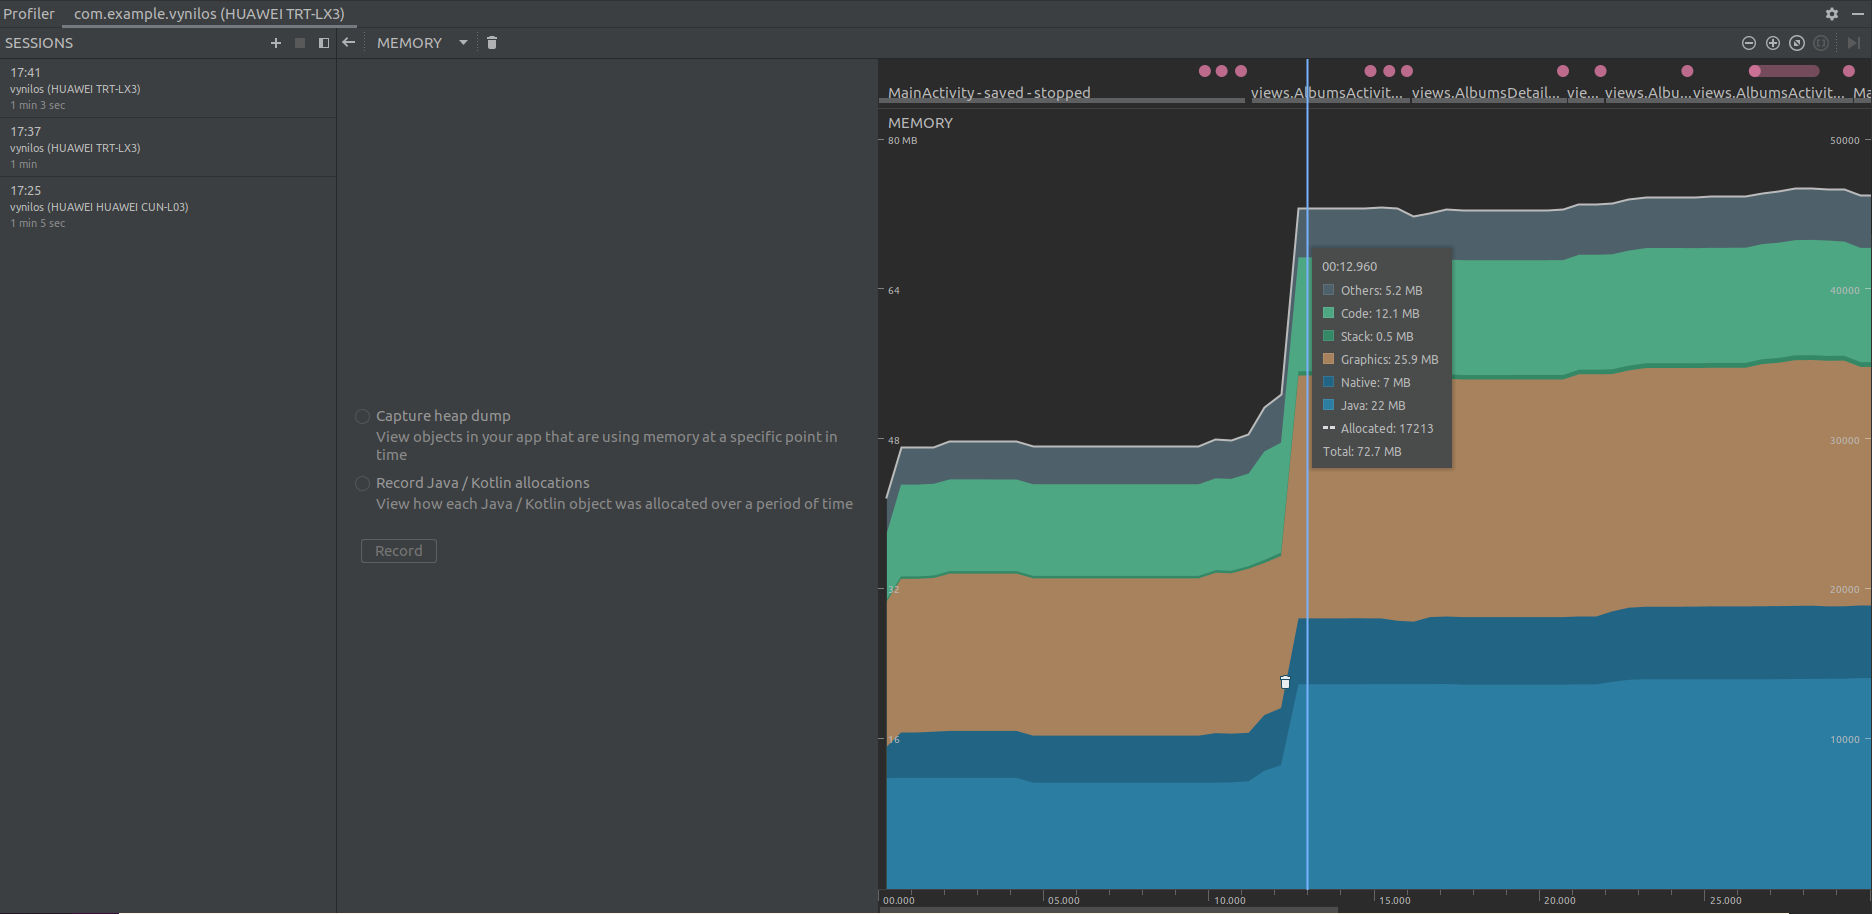 Profiler com.example.vynilos (HUAWEI TRT-LX3)
SESSIONS
MEMORY
17:41
vynilos (HUAWEI TRT-LX3)
1 min 3 sec
17:37
vynilos (HUAWEI TRT-LX3)
1 min
17:25
vynilos (HUAWEI HUAWEI CUN-L03)
1 min 5 sec
Capture heap dump
View objects in your app that are using memory at a specific point in
time
Record Java / Kotlin allocations
View how each Java / Kotlin object was allocated over a period of time
Record
MainActivity - saved - stopped views.AlbumsActivit... views.AlbumsDetail... vie... views.Albu... views.AlbumsActivit... Ma
MEMORY
80 MB 50000
64 40000
48 30000
32 20000
16 10000
00:12.960
Others: 5.2 MB
Code: 12.1 MB
Stack: 0.5 MB
Graphics: 25.9 MB
Native: 7 MB
Java: 22 MB
Allocated: 17213
Total: 72.7 MB
00.000 05.000 10.000 15.000 20.000 25.000